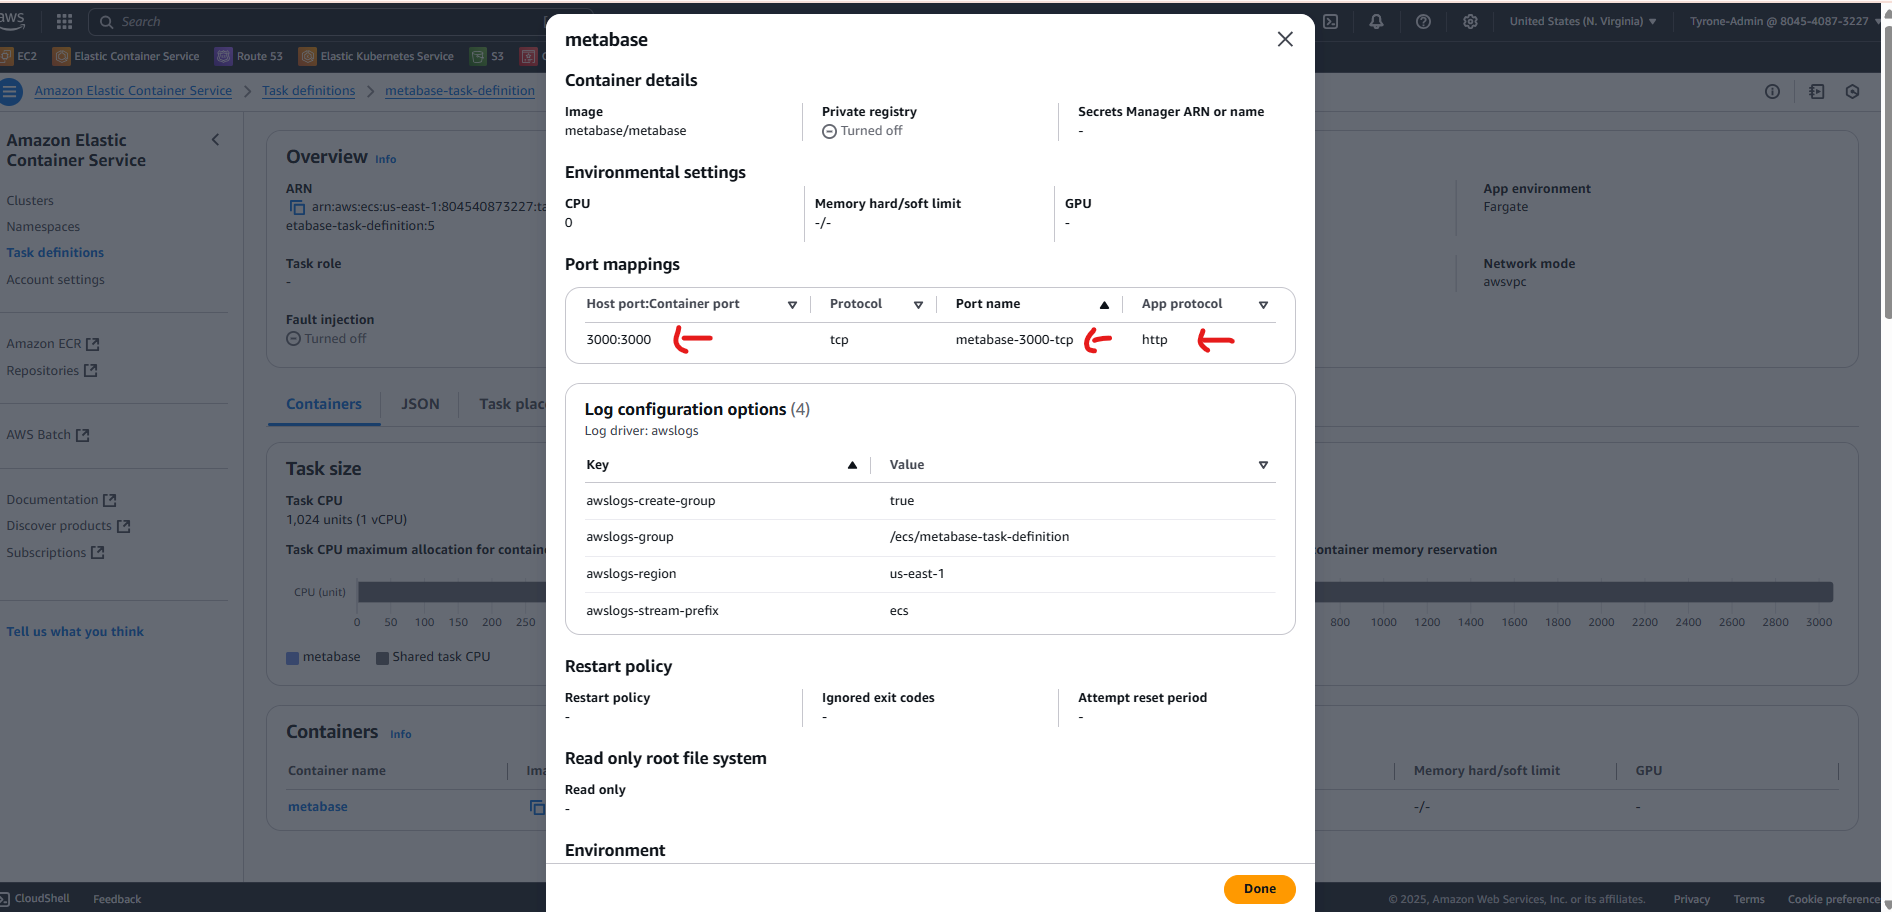 aws
Search
United States (N. Virginia)
Tyrone-Admin @ 8045-4087-3227
EC2
Elastic Container Service
Route 53
Elastic Kubernetes Service
S3
Amazon Elastic Container Service
Task definitions
metabase-task-definition
Amazon Elastic
Container Service
Clusters
Namespaces
Task definitions
Account settings
Amazon ECR
Repositories
AWS Batch
Documentation
Discover products
Subscriptions
Tell us what you think
Overview Info
ARN
arn:aws:ecs:us-east-1:804540873227:ta
etabase-task-definition:5
Task role
-
Fault injection
Turned off
App environment
Fargate
Network mode
awsvpc
Containers
JSON
Task plac
Task size
Task CPU
1,024 units (1 vCPU)
Task CPU maximum allocation for containe
ontainer memory reservation
CPU (unit)
0 50 100 150 200 250
800 1000 1200 1400 1600 1800 2000 2200 2400 2600 2800 3000
metabase
Shared task CPU
Containers Info
Container name
Ima
Memory hard/soft limit
GPU
metabase
-/-
-
metabase
Container details
Image
metabase/metabase
Private registry
Turned off
Secrets Manager ARN or name
-
Environmental settings
CPU
0
Memory hard/soft limit
-/-
GPU
-
Port mappings
Host port:Container port Protocol Port name App protocol
3000:3000 tcp metabase-3000-tcp http
Log configuration options (4)
Log driver: awslogs
Key Value
awslogs-create-group true
awslogs-group /ecs/metabase-task-definition
awslogs-region us-east-1
awslogs-stream-prefix ecs
Restart policy
Restart policy
-
Ignored exit codes
-
Attempt reset period
-
Read only root file system
Read only
-
Environment
Done
CloudShell
Feedback
© 2025, Amazon Web Services, Inc. or its affiliates.
Privacy
Terms
Cookie preference